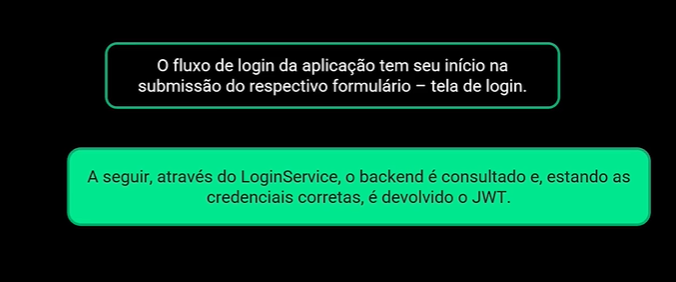 O fluxo de login da aplicação tem seu início na
submissão do respectivo formulário – tela de login.
A seguir, através do LoginService, o backend é consultado e, estando as
credenciais corretas, é devolvido o JWT.